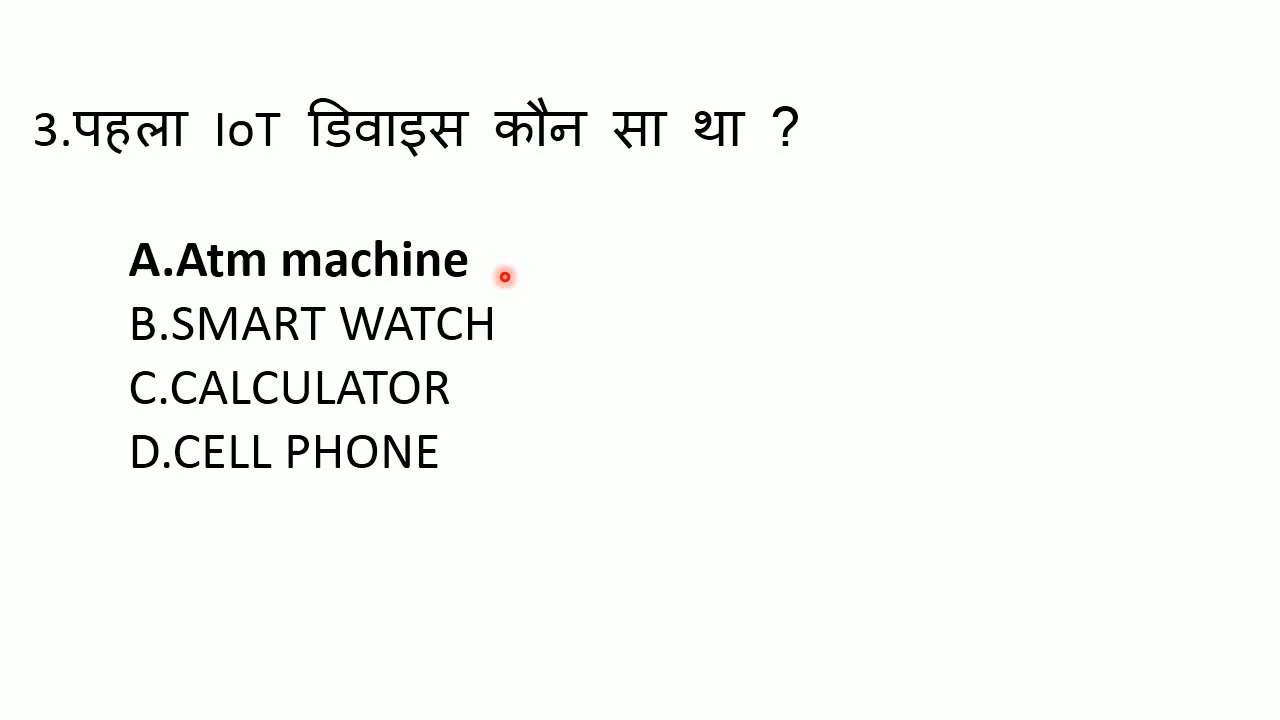 3.पहला IoT डिवाइस कौन सा था ?
A.Atm machine
B.SMART WATCH
C.CALCULATOR
D.CELL PHONE